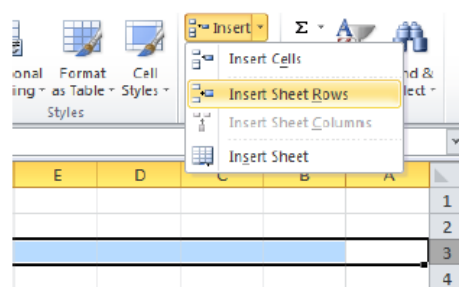 Insert Σ
onal Format Cell
ing as Table Styles
Styles
Insert Cells
Insert Sheet Rows
Insert Sheet Columns
Insert Sheet
nd &
lect
E D C B A
1
2
3
4